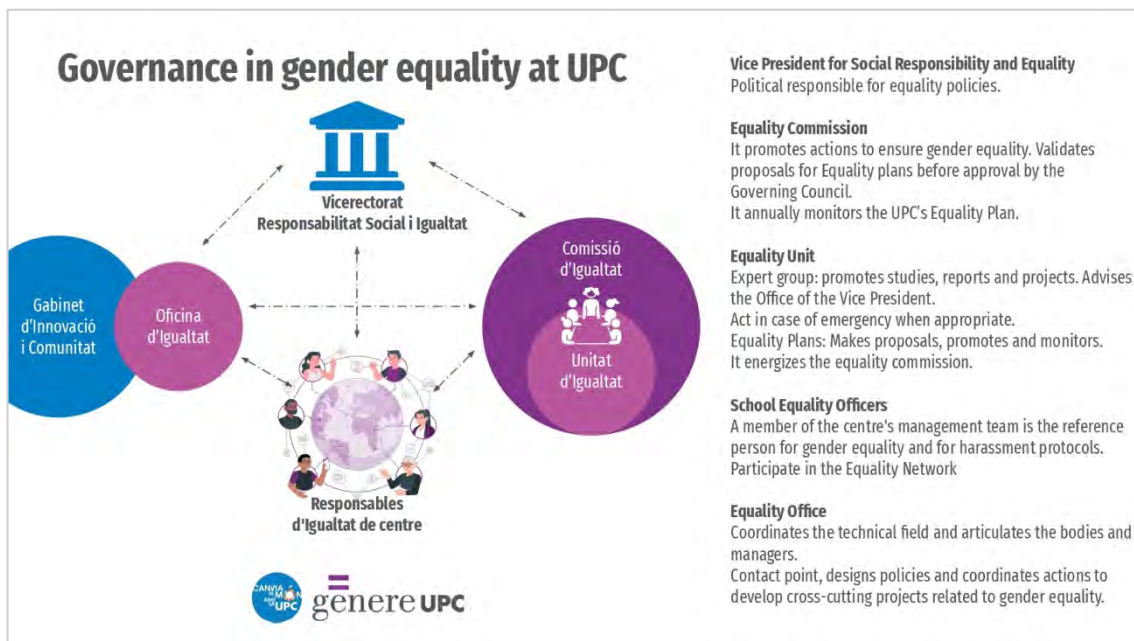 Governance in gender equality at UPC
Vicerectorat
Responsabilitat Social i Igualtat
Gabinet
d'Innovació
i Comunitat
Oficina
d'Igualtat
Comissió
d'Igualtat
Unitat
d'Igualtat
Responsables
d'Igualtat de centre
CANVIA
EL MÓN
AMB
LA UPC
gènere UPC
Vice President for Social Responsibility and Equality
Political responsible for equality policies.
Equality Commission
It promotes actions to ensure gender equality. Validates
proposals for Equality plans before approval by the
Governing Council.
It annually monitors the UPC's Equality Plan.
Equality Unit
Expert group: promotes studies, reports and projects. Advises
the Office of the Vice President.
Act in case of emergency when appropriate.
Equality Plans: Makes proposals, promotes and monitors.
It energizes the equality commission.
School Equality Officers
A member of the centre's management team is the reference
person for gender equality and for harassment protocols.
Participate in the Equality Network
Equality Office
Coordinates the technical field and articulates the bodies and
managers.
Contact point, designs policies and coordinates actions to
develop cross-cutting projects related to gender equality.